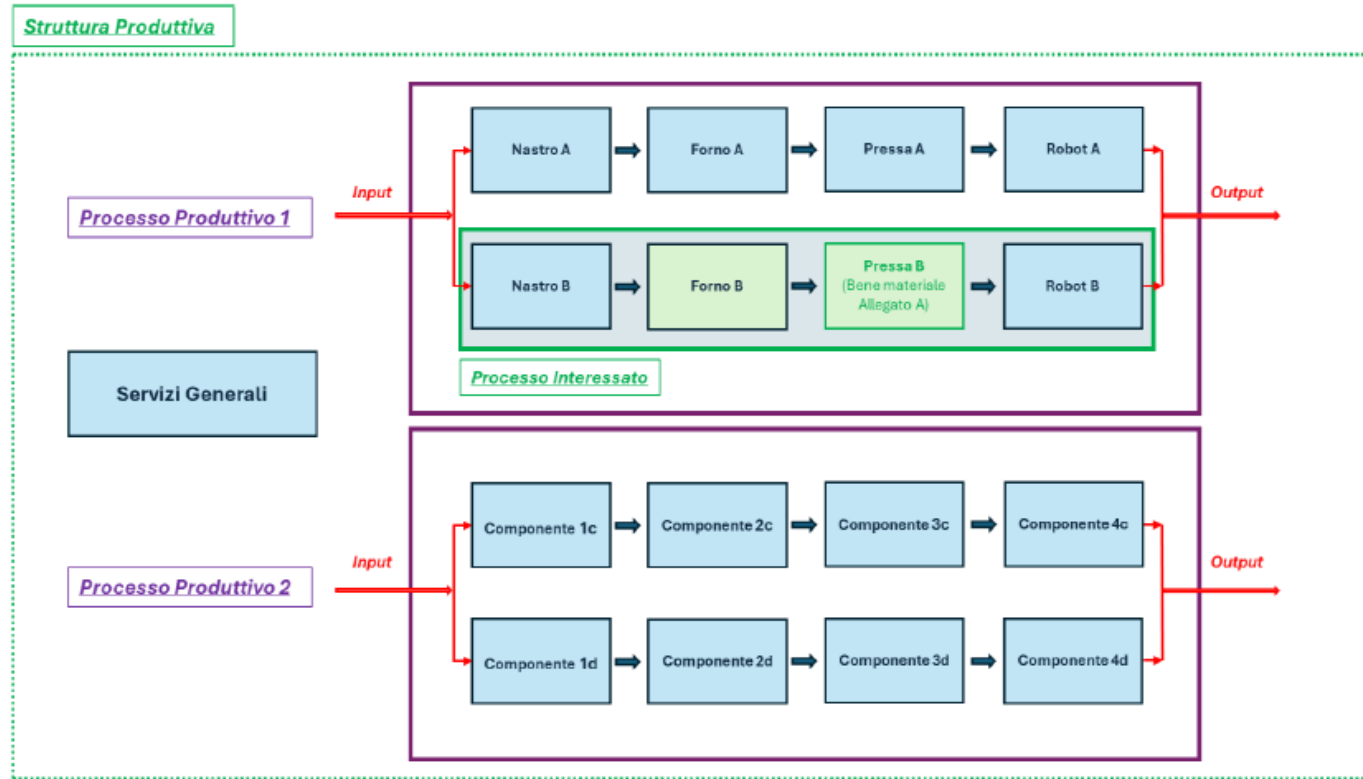 Struttura Produttiva
Nastro A
Forno A
Pressa A
Robot A
Input
Output
Processo Produttivo 1
Nastro B
Forno B
Pressa B
(Bene materiale
Allegato A)
Robot B
Processo Interessato
Servizi Generali
Componente 1c
Componente 2c
Componente 3c
Componente 4c
Input
Output
Processo Produttivo 2
Componente 1d
Componente 2d
Componente 3d
Componente 4d